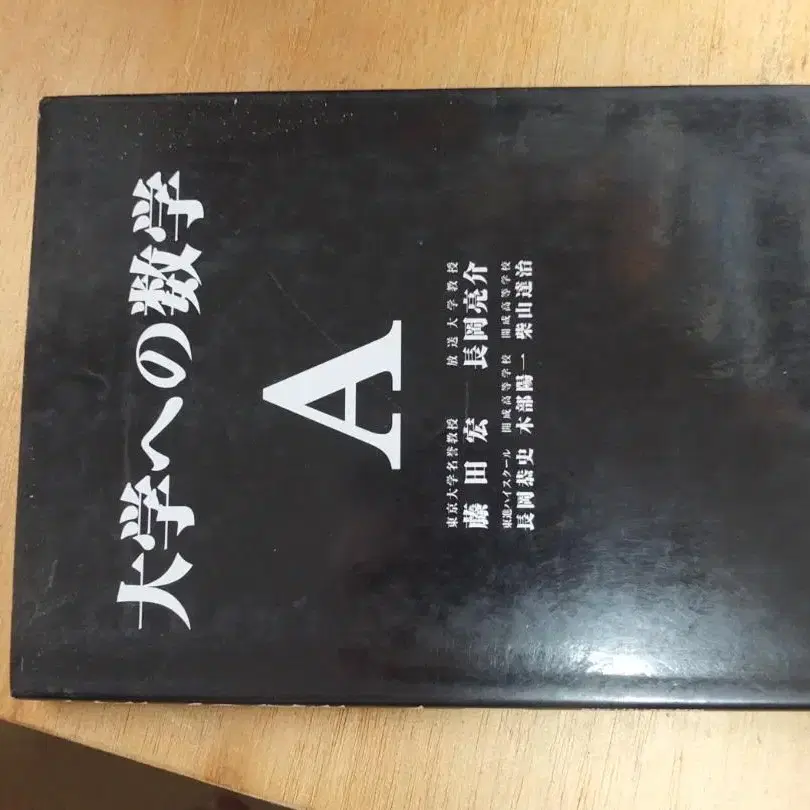 大学への数学
A
東京大学名誉教授 放送大学教授
藤田 宏 長岡亮介
東進ハイスクール 開成高等学校 開成高等学校
長岡恭史 木部陽一 柴山達治